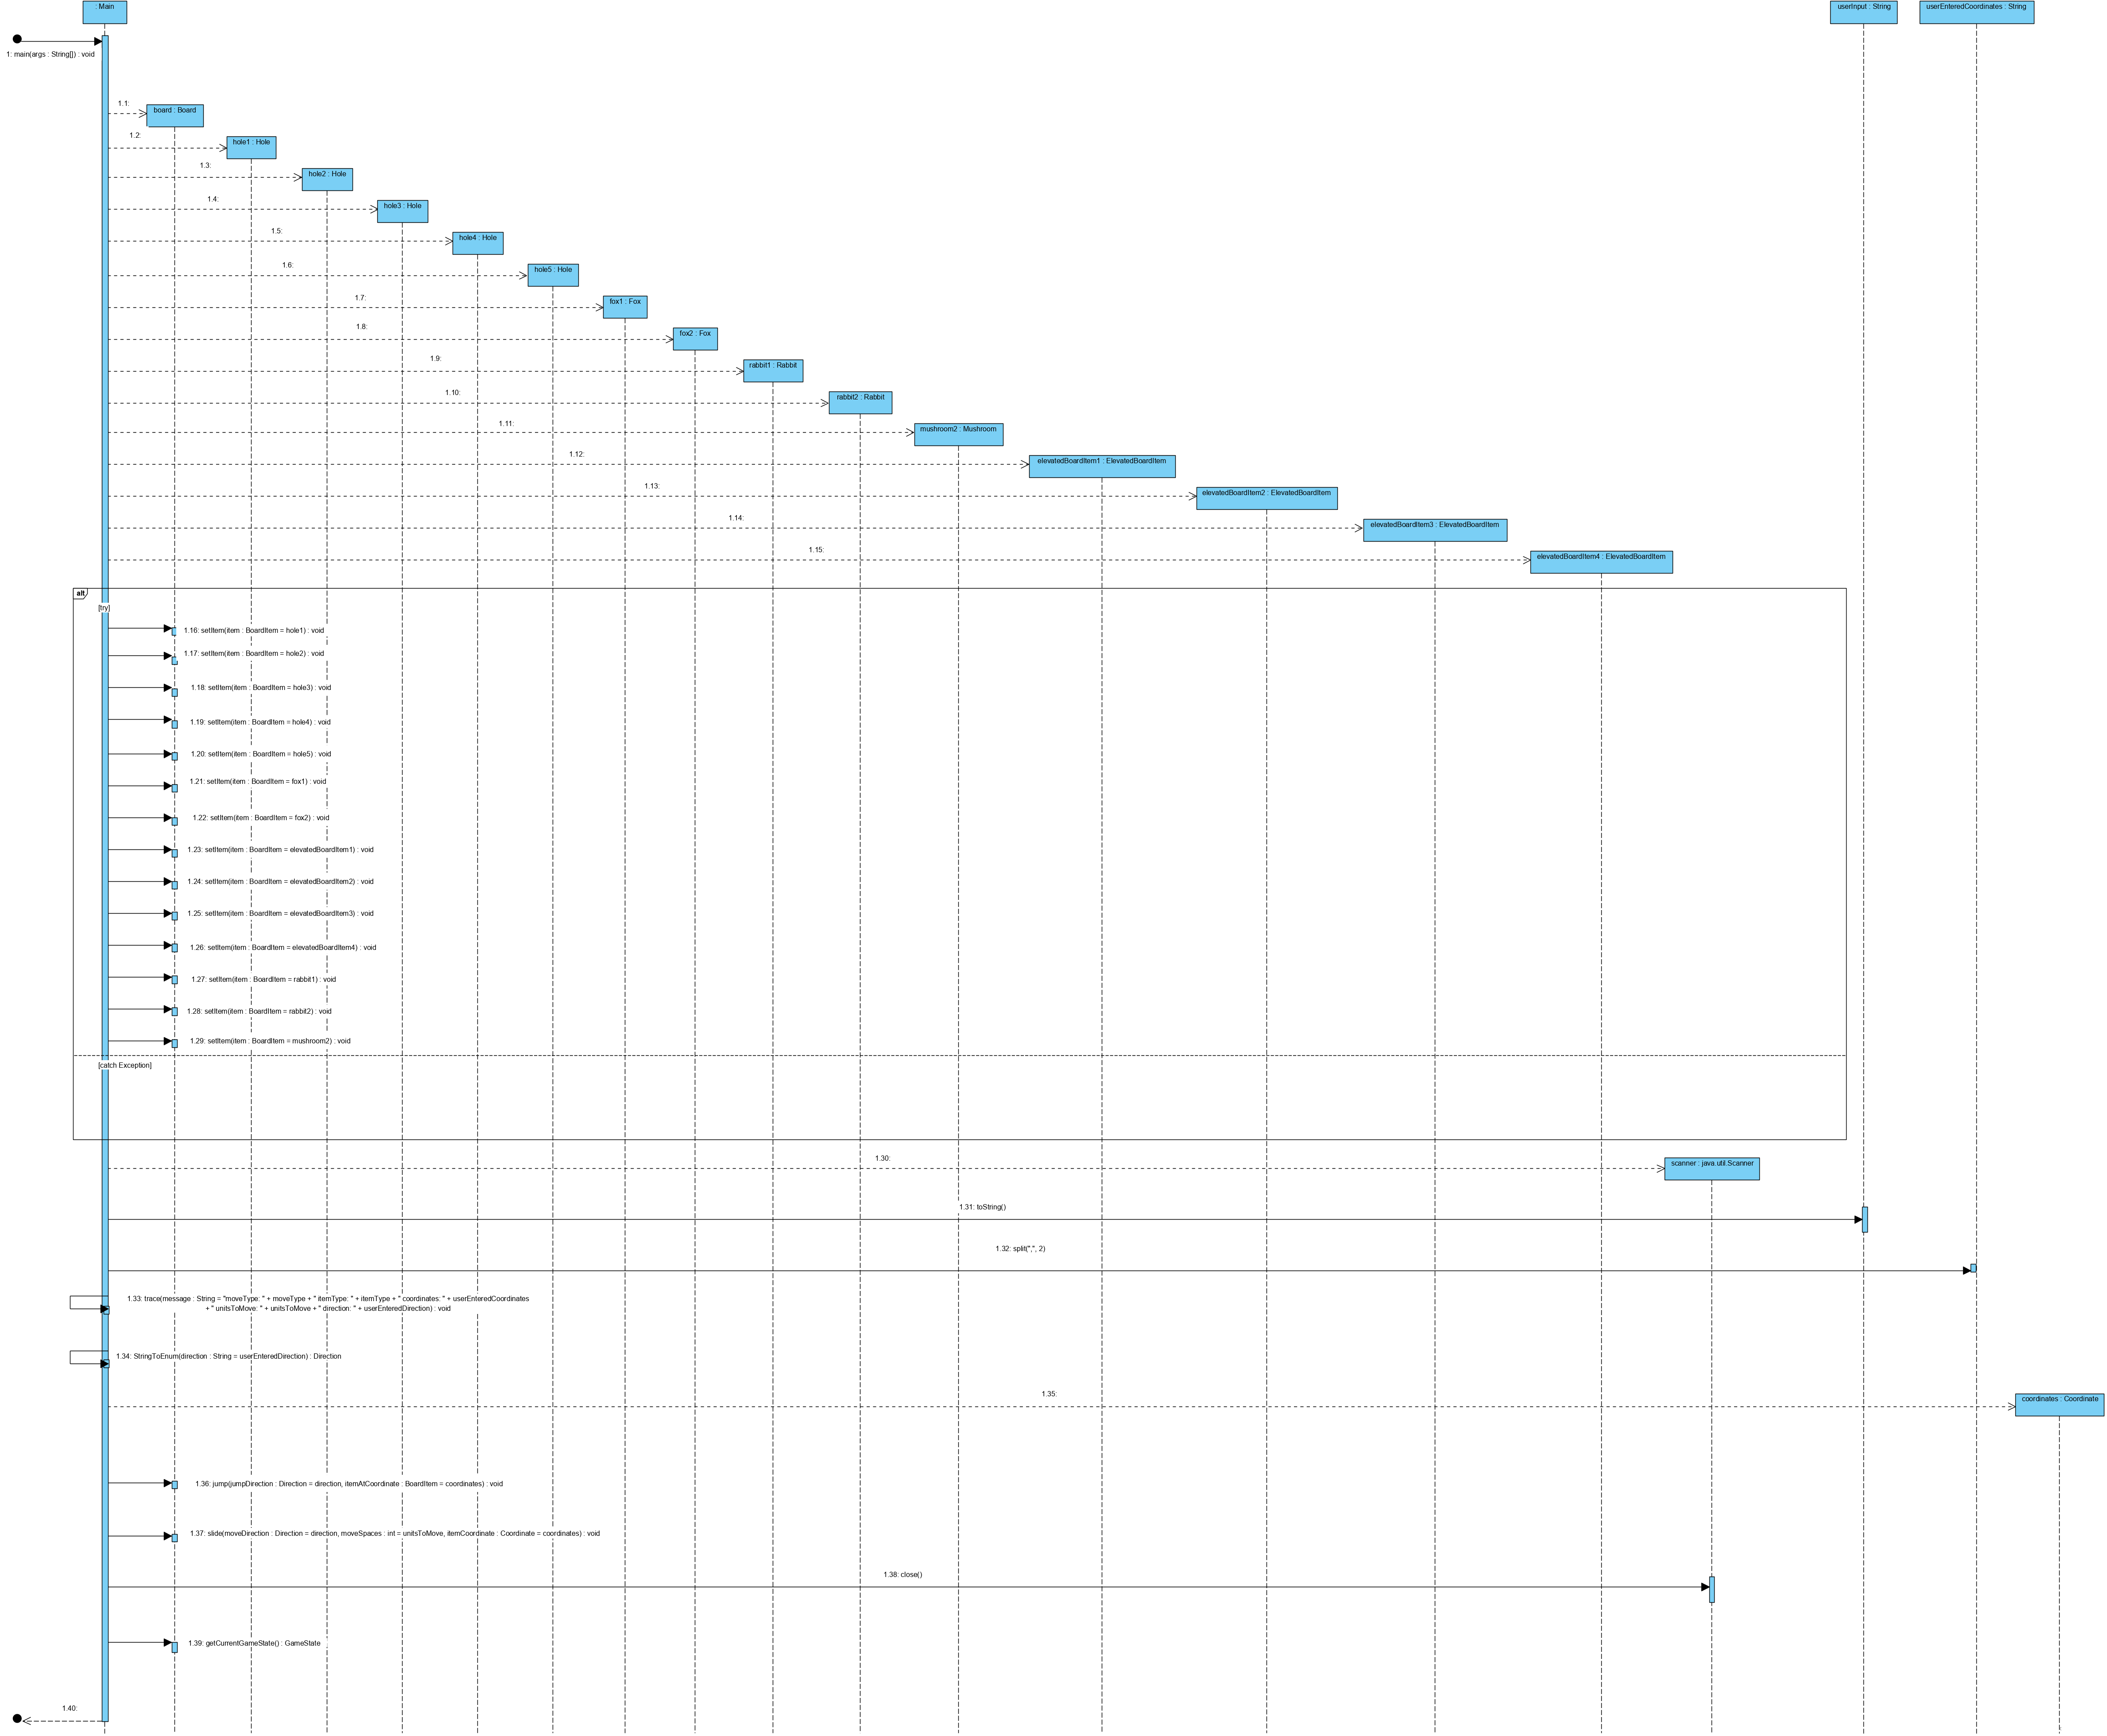 : Main
userInput : String
userEnteredCoordinates : String
1: main(args : String[]) : void
1.1:
board : Board
1.2:
hole1 : Hole
1.3:
hole2 : Hole
1.4:
hole3 : Hole
1.5:
hole4 : Hole
1.6:
hole5 : Hole
1.7:
fox1 : Fox
1.8:
fox2 : Fox
1.9:
rabbit1 : Rabbit
1.10:
rabbit2 : Rabbit
1.11:
mushroom2 : Mushroom
1.12:
elevatedBoardItem1 : ElevatedBoardItem
1.13:
elevatedBoardItem2 : ElevatedBoardItem
1.14:
elevatedBoardItem3 : ElevatedBoardItem
1.15:
elevatedBoardItem4 : ElevatedBoardItem
alt
[try]
1.16: setItem(item : BoardItem = hole1) : void
1.17: setItem(item : BoardItem = hole2) : void
1.18: setItem(item : BoardItem = hole3) : void
1.19: setItem(item : BoardItem = hole4) : void
1.20: setItem(item : BoardItem = hole5) : void
1.21: setItem(item : BoardItem = fox1) : void
1.22: setItem(item : BoardItem = fox2) : void
1.23: setItem(item : BoardItem = elevatedBoardItem1) : void
1.24: setItem(item : BoardItem = elevatedBoardItem2) : void
1.25: setItem(item : BoardItem = elevatedBoardItem3) : void
1.26: setItem(item : BoardItem = elevatedBoardItem4) : void
1.27: setItem(item : BoardItem = rabbit1) : void
1.28: setItem(item : BoardItem = rabbit2) : void
1.29: setItem(item : BoardItem = mushroom2) : void
[catch Exception]
1.30:
scanner : java.util.Scanner
1.31: toString()
1.32: split(",", 2)
1.33: trace(message : String = "moveType: " + moveType + " itemType: " + itemType + " coordinates: " + userEnteredCoordinates
+ " unitsToMove: " + unitsToMove + " direction: " + userEnteredDirection) : void
1.34: StringToEnum(direction : String = userEnteredDirection) : Direction
1.35:
coordinates : Coordinate
1.36: jump(jumpDirection : Direction = direction, itemAtCoordinate : BoardItem = coordinates) : void
1.37: slide(moveDirection : Direction = direction, moveSpaces : int = unitsToMove, itemCoordinate : Coordinate = coordinates) : void
1.38: close()
1.39: getCurrentGameState() : GameState
1.40: